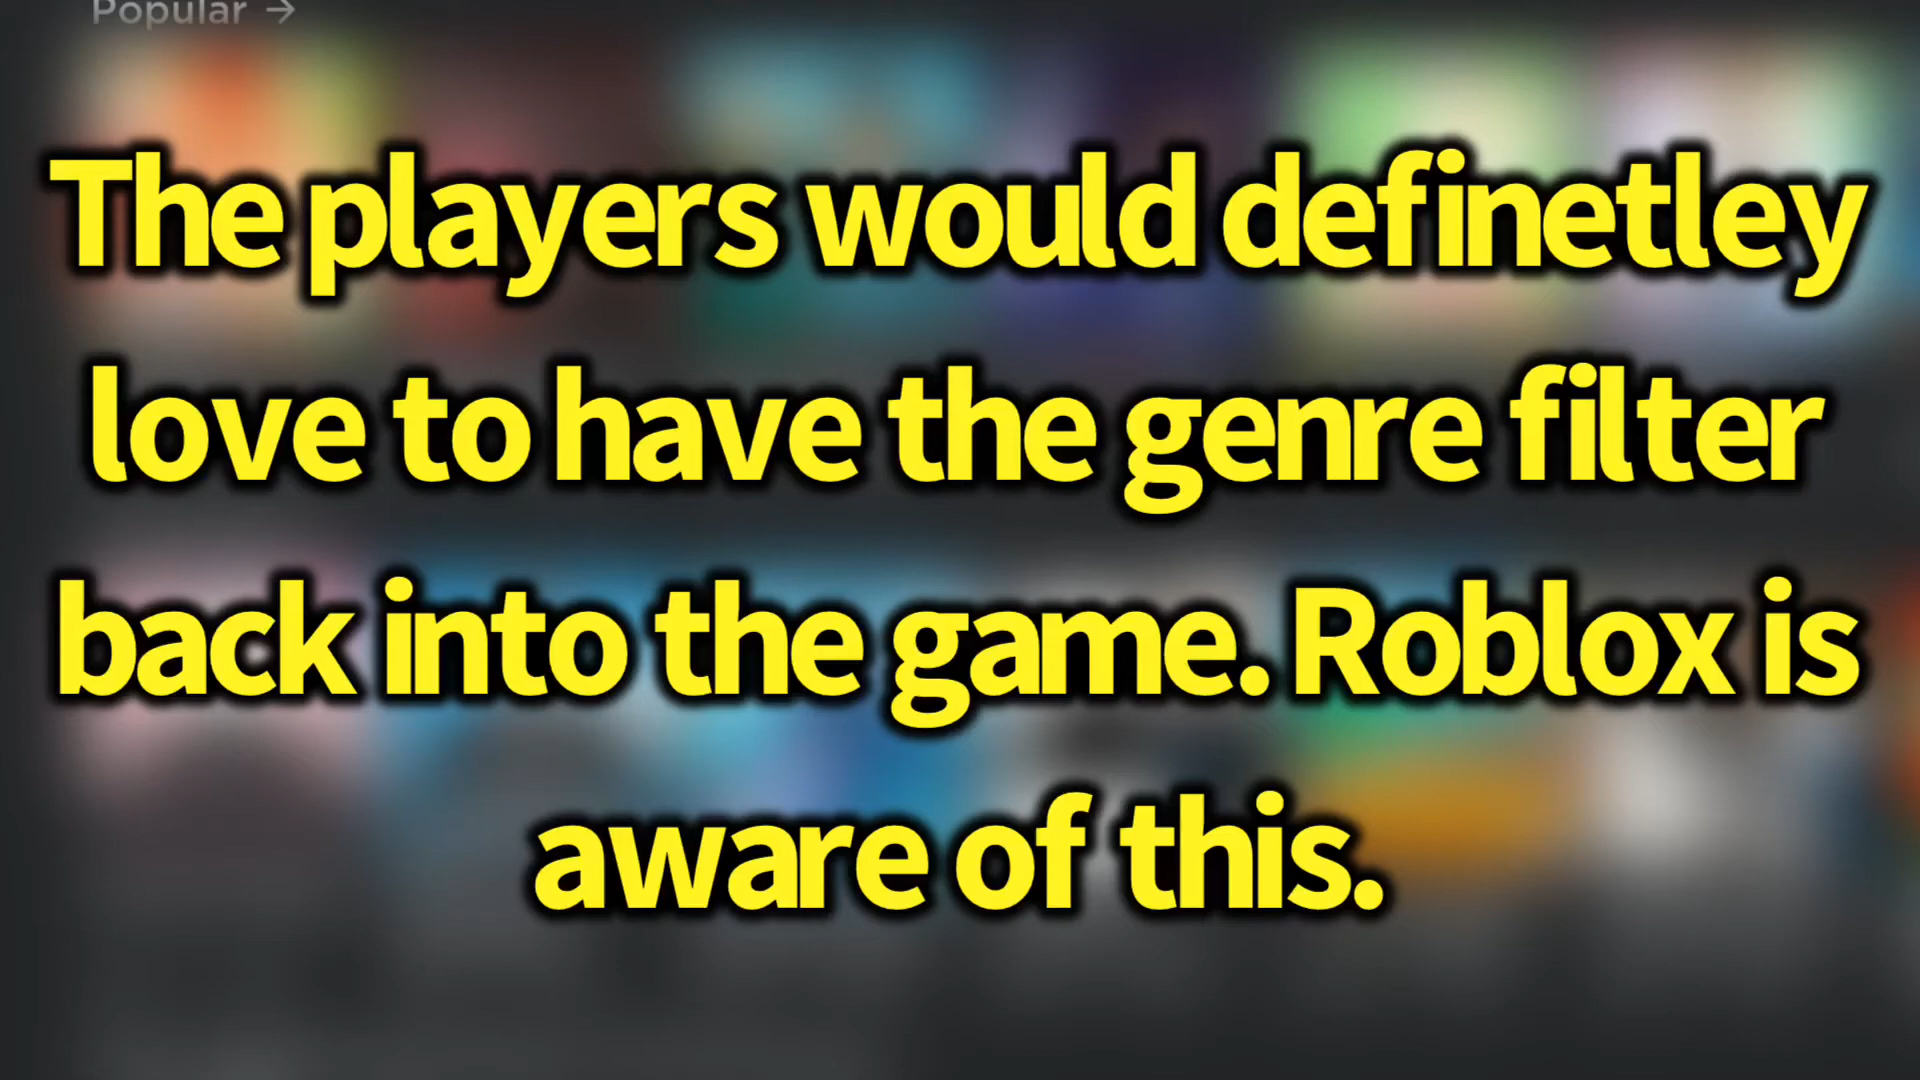 Popular →
The players would definetley
love to have the genre filter
back into the game. Roblox is
aware of this.